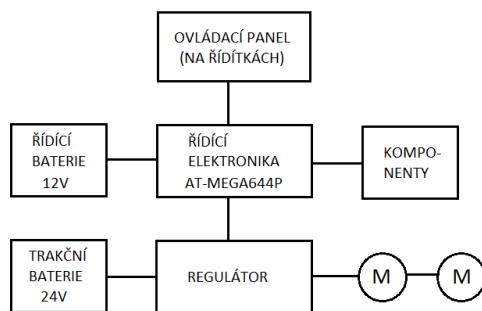 OVLÁDACÍ PANEL
(NA ŘÍDÍTKÁCH)
ŘÍDÍCÍ
BATERIE
12V
ŘÍDÍCÍ
ELEKTRONIKA
AT-MEGA644P
KOMPO-
NENTY
TRAKČNÍ
BATERIE
24V
REGULÁTOR
M
M